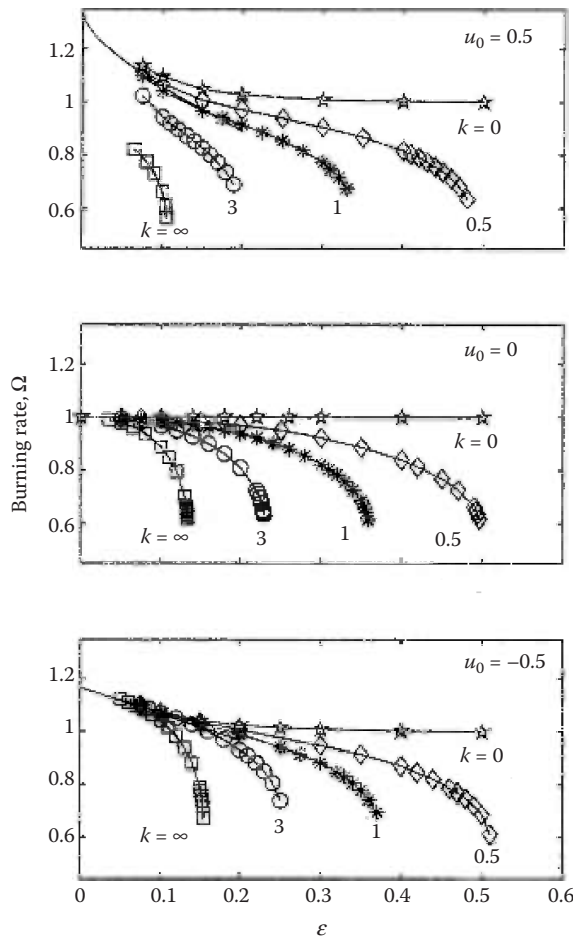 u₀ = 0.5
1.2
1
0.8
0.6
k = 0
k = ∞
3
1
0.5
Burning rate, Ω
u₀ = 0
1.2
1
0.8
0.6
k = 0
k = ∞
3
1
0.5
u₀ = −0.5
1.2
1
0.8
0.6
k = 0
k = ∞
3
1
0.5
0
0.1
0.2
0.3
0.4
0.5
0.6
ε